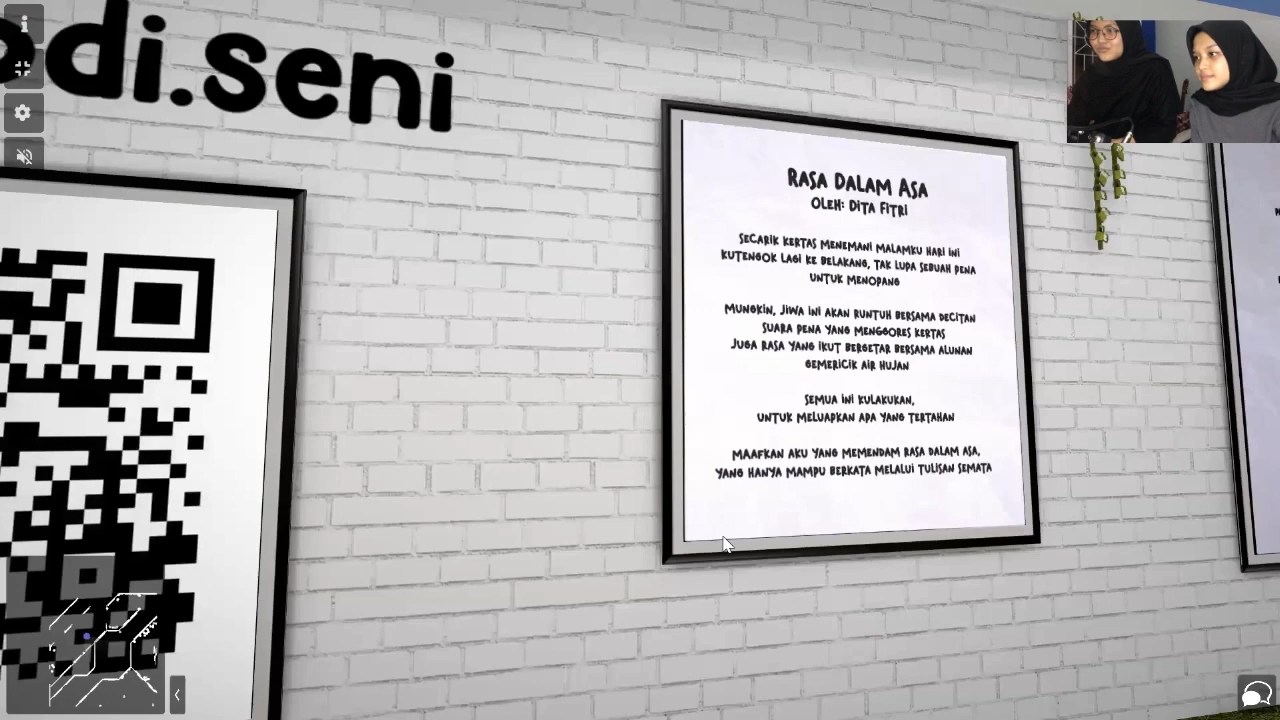 di.seni
RASA DALAM ASA
OLEH: DITA FITRI
SECARIK KERTAS MENEMANI MALAMKU HARI INI
KUTENGOK LAGI KE BELAKANG, TAK LUPA SEBUAH PENA
UNTUK MENOPANG
MUNGKIN, JIWA INI AKAN RUNTUH BERSAMA DECITAN
SUARA PENA YANG MENGGORES KERTAS
JUGA RASA YANG IKUT BERGETAR BERSAMA ALUNAN
GEMERICIK AIR HUJAN
SEMUA INI KULAKUKAN,
UNTUK MELUAPKAN APA YANG TERTAHAN
MAAFKAN AKU YANG MEMENDAM RASA DALAM ASA,
YANG HANYA MAMPU BERKATA MELALUI TULISAN SEMATA